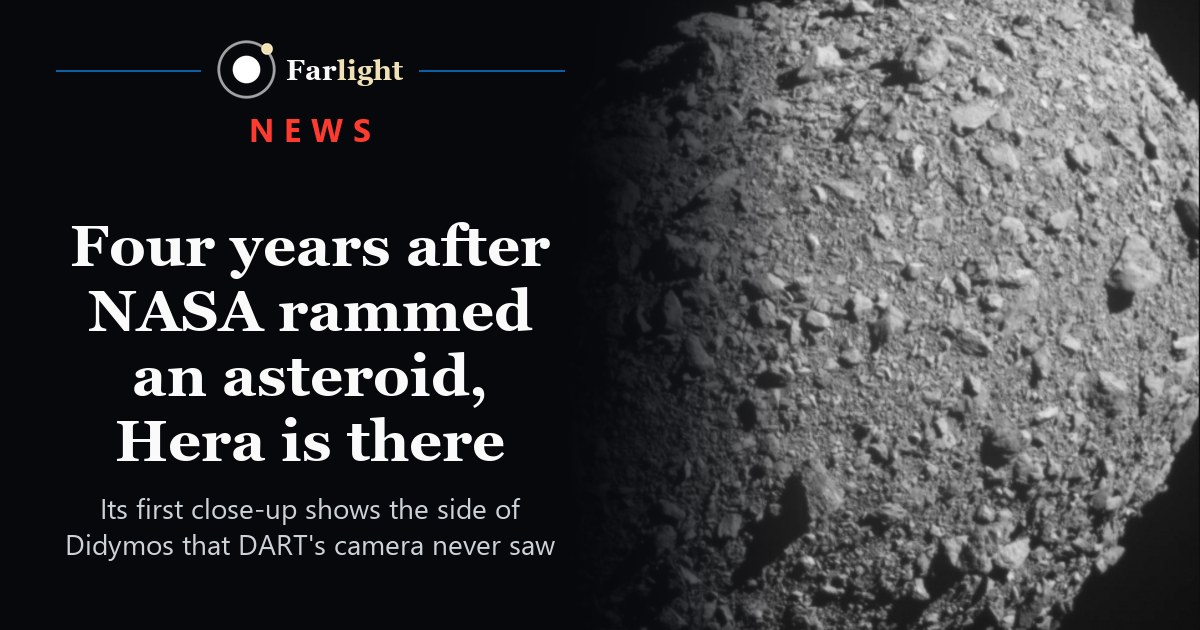 Farlight
NEWS
Four years after
NASA rammed
an asteroid,
Hera is there
Its first close-up shows the side of
Didymos that DART's camera never saw